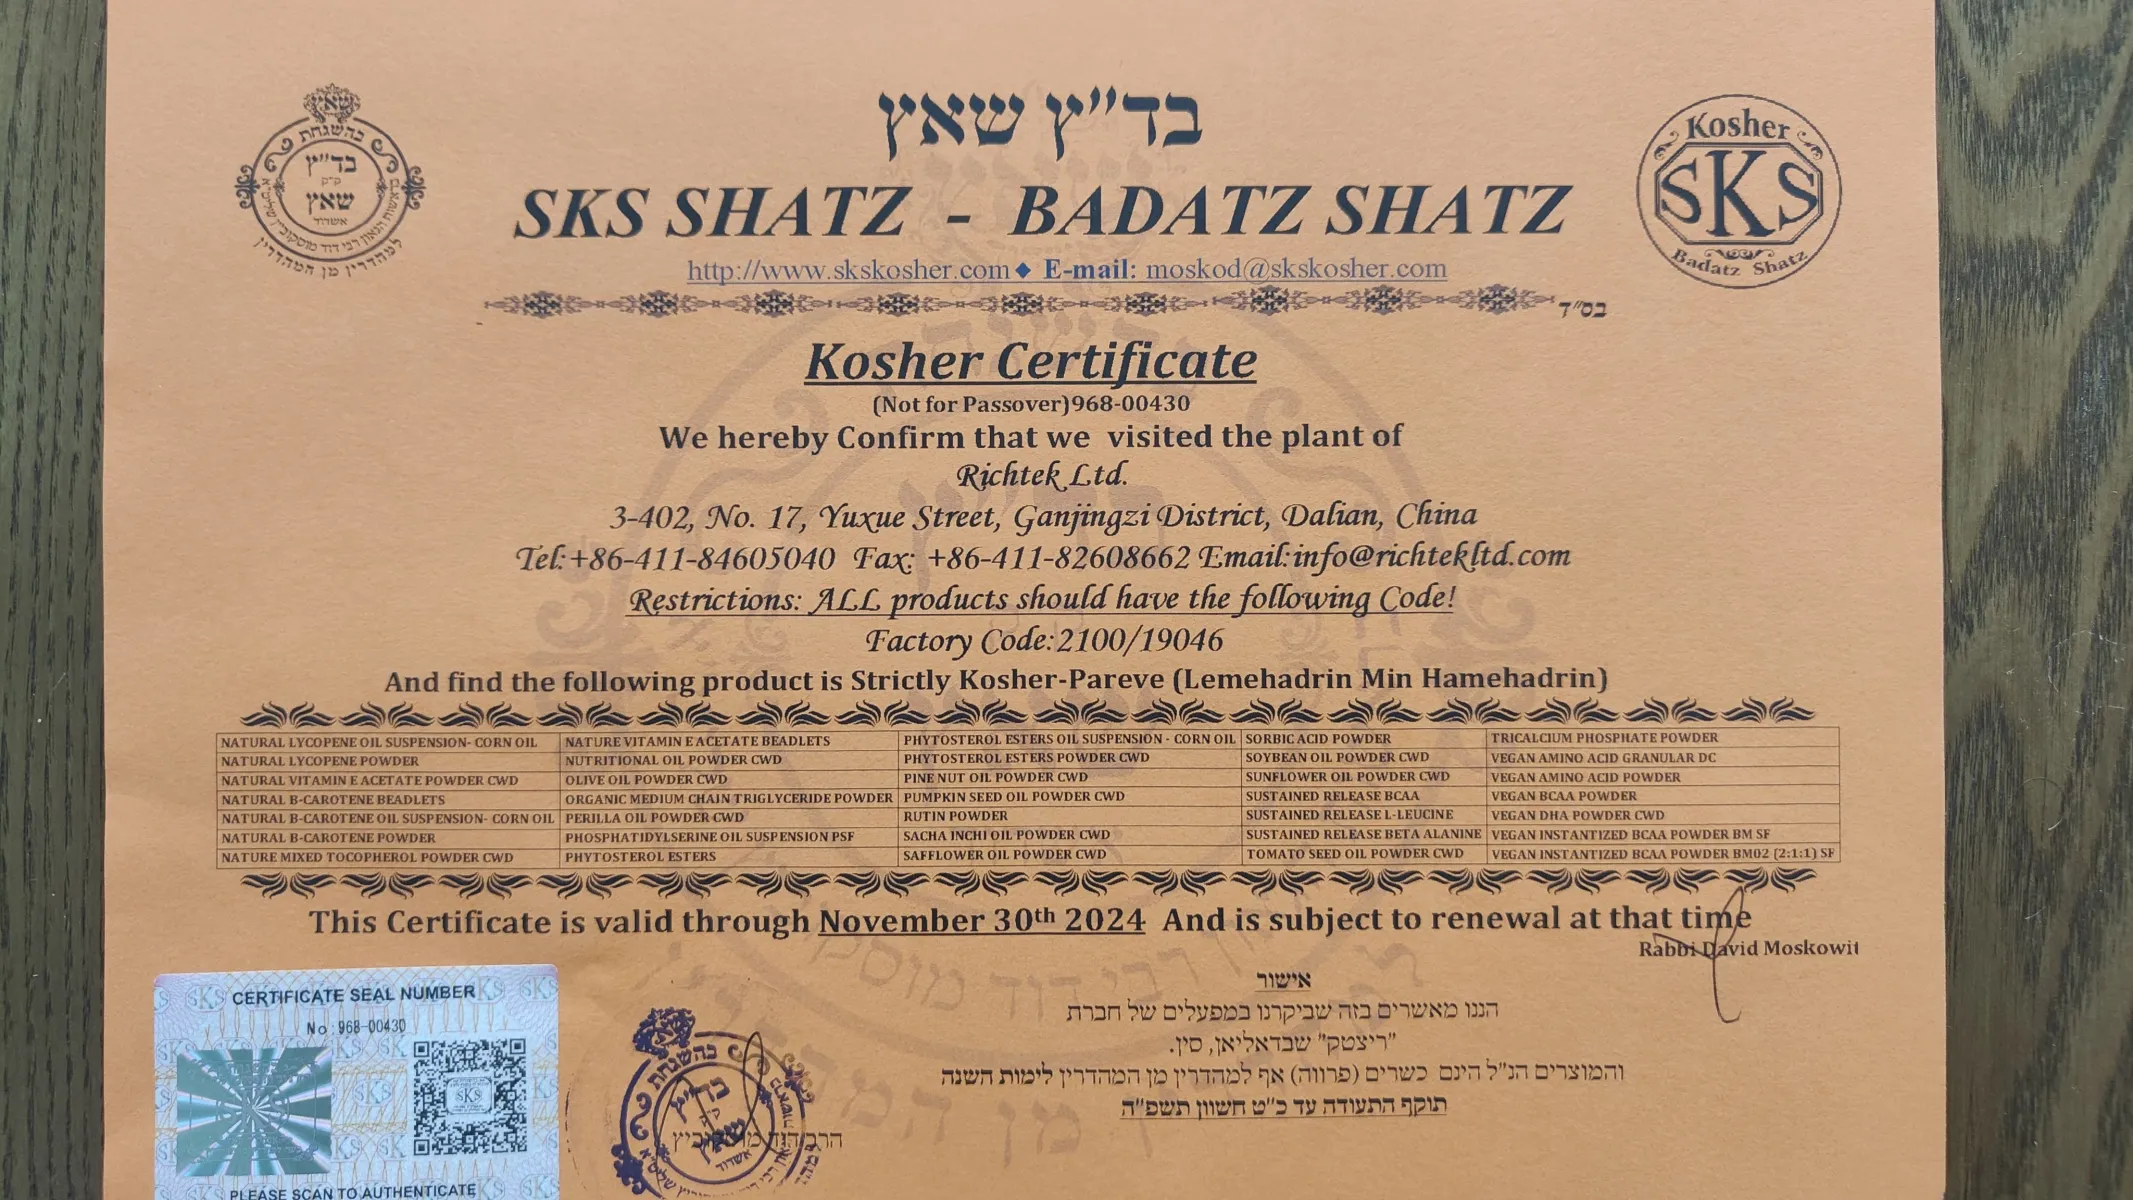 שאץ
בהשגחת
בד"ץ
ק"ק
שאץ
אשדוד
למהדרין מן המהדרין
בד"ץ שאץ
SKS SHATZ - BADATZ SHATZ
http://www.skskosher.com ◆ E-mail: moskod@skskosher.com
Kosher
SKS
Badatz Shatz
בס"ד
Kosher Certificate
(Not for Passover)968-00430
We hereby Confirm that we visited the plant of
Richtek Ltd.
3-402, No. 17, Yuxue Street, Ganjingzi District, Dalian, China
Tel:+86-411-84605040 Fax: +86-411-82608662 Email:info@richtekltd.com
Restrictions: ALL products should have the following Code!
Factory Code:2100/19046
And find the following product is Strictly Kosher-Pareve (Lemehadrin Min Hamehadrin)
NATURAL LYCOPENE OIL SUSPENSION- CORN OIL NATURE VITAMIN E ACETATE BEADLETS PHYTOSTEROL ESTERS OIL SUSPENSION - CORN OIL SORBIC ACID POWDER TRICALCIUM PHOSPHATE POWDER
NATURAL LYCOPENE POWDER NUTRITIONAL OIL POWDER CWD PHYTOSTEROL ESTERS POWDER CWD SOYBEAN OIL POWDER CWD VEGAN AMINO ACID GRANULAR DC
NATURAL VITAMIN E ACETATE POWDER CWD OLIVE OIL POWDER CWD PINE NUT OIL POWDER CWD SUNFLOWER OIL POWDER CWD VEGAN AMINO ACID POWDER
NATURAL B-CAROTENE BEADLETS ORGANIC MEDIUM CHAIN TRIGLYCERIDE POWDER PUMPKIN SEED OIL POWDER CWD SUSTAINED RELEASE BCAA VEGAN BCAA POWDER
NATURAL B-CAROTENE OIL SUSPENSION- CORN OIL PERILLA OIL POWDER CWD RUTIN POWDER SUSTAINED RELEASE L-LEUCINE VEGAN DHA POWDER CWD
NATURAL B-CAROTENE POWDER PHOSPHATIDYLSERINE OIL SUSPENSION PSF SACHA INCHI OIL POWDER CWD SUSTAINED RELEASE BETA ALANINE VEGAN INSTANTIZED BCAA POWDER BM SF
NATURE MIXED TOCOPHEROL POWDER CWD PHYTOSTEROL ESTERS SAFFLOWER OIL POWDER CWD TOMATO SEED OIL POWDER CWD VEGAN INSTANTIZED BCAA POWDER BM02 (2:1:1) SF
This Certificate is valid through November 30th 2024 And is subject to renewal at that time
Rabbi David Moskowit
אישור
הננו מאשרים בזה שביקרנו במפעלים של חברת
"ריצטק" שבדאליאן, סין.
והמוצרים הנ"ל הינם כשרים (פרווה) אף למהדרין מן המהדרין לימות השנה
תוקף התעודה עד כ"ט חשוון תשפ"ה
CERTIFICATE SEAL NUMBER
No : 968-00430
SKS
PLEASE SCAN TO AUTHENTICATE
בהשגחת
בד"ץ
שאץ
אשדוד
הרב דוד